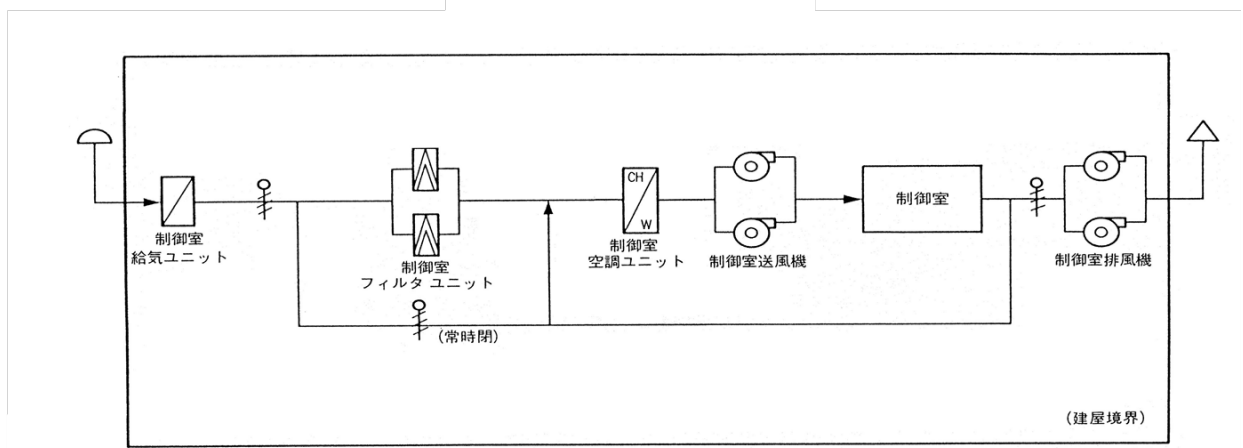 制御室
給気ユニット
制御室
フィルタ ユニット
(常時閉)
CH
W
制御室
空調ユニット
制御室送風機
制御室
制御室排風機
(建屋境界)